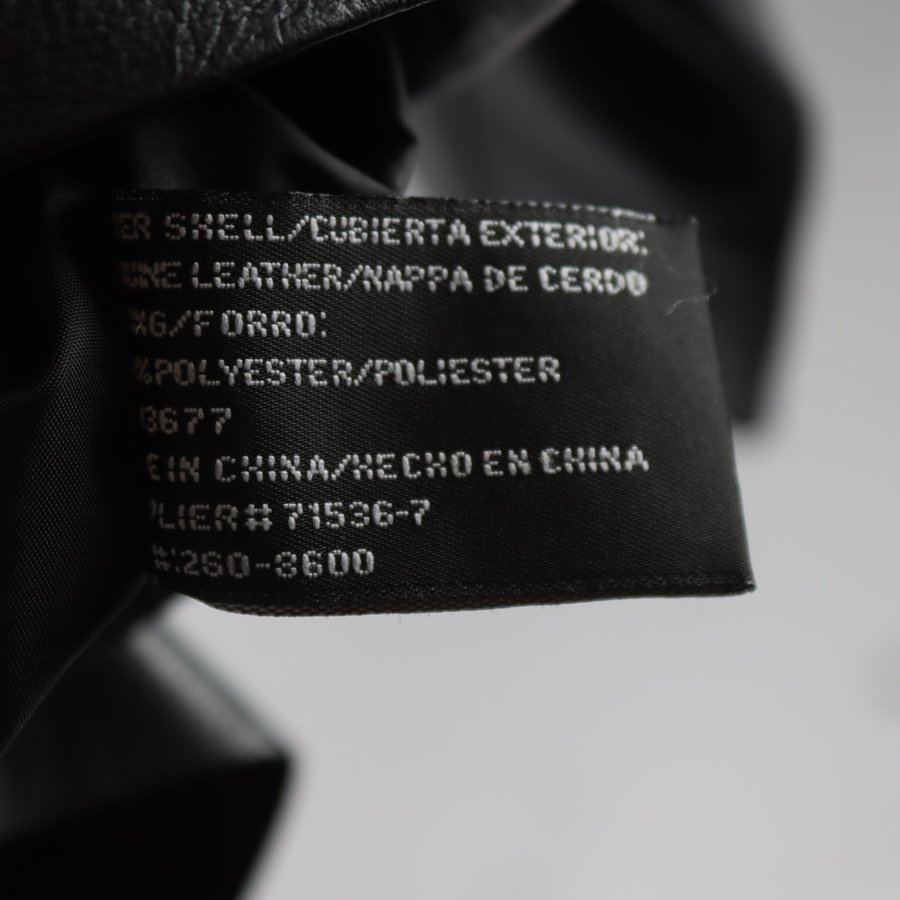 ER SHELL/CUBIERTA EXTERIOR:
INE LEATHER/NAPPA DE CERDO
NG/FORRO:
%POLYESTER/POLIESTER
3677
E IN CHINA/HECHO EN CHINA
PLIER# 71536-7
#:260-8600